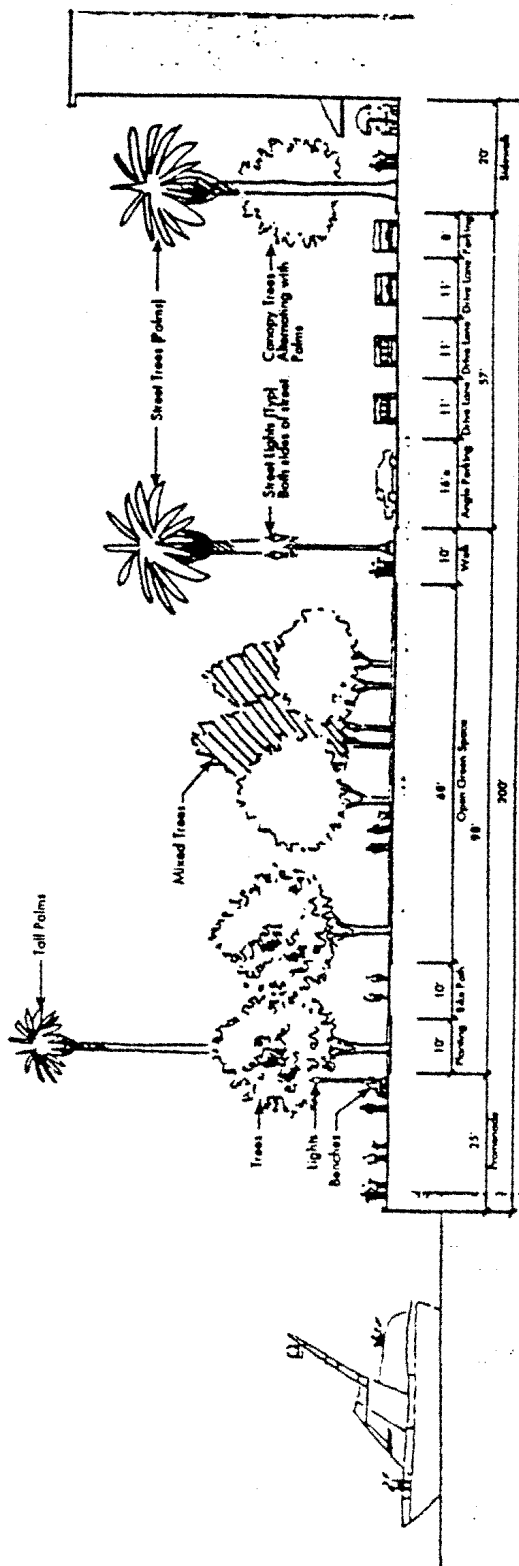 Tall Palms
Street Trees (Palms)
Mixed Trees
Trees
Lights
Benches
Street Lights (Typ)
Both sides of street
Canopy Trees
Alternating with
Palms
25'
Promenade
10'
Planting
10'
Bike Path
68'
Open Green Space
98'
10'
Walk
16'±
Angle Parking
11'
Drive Lane
11'
Drive Lane
11'
Drive Lane
8'
Parking
57'
20'
Sidewalk
200'